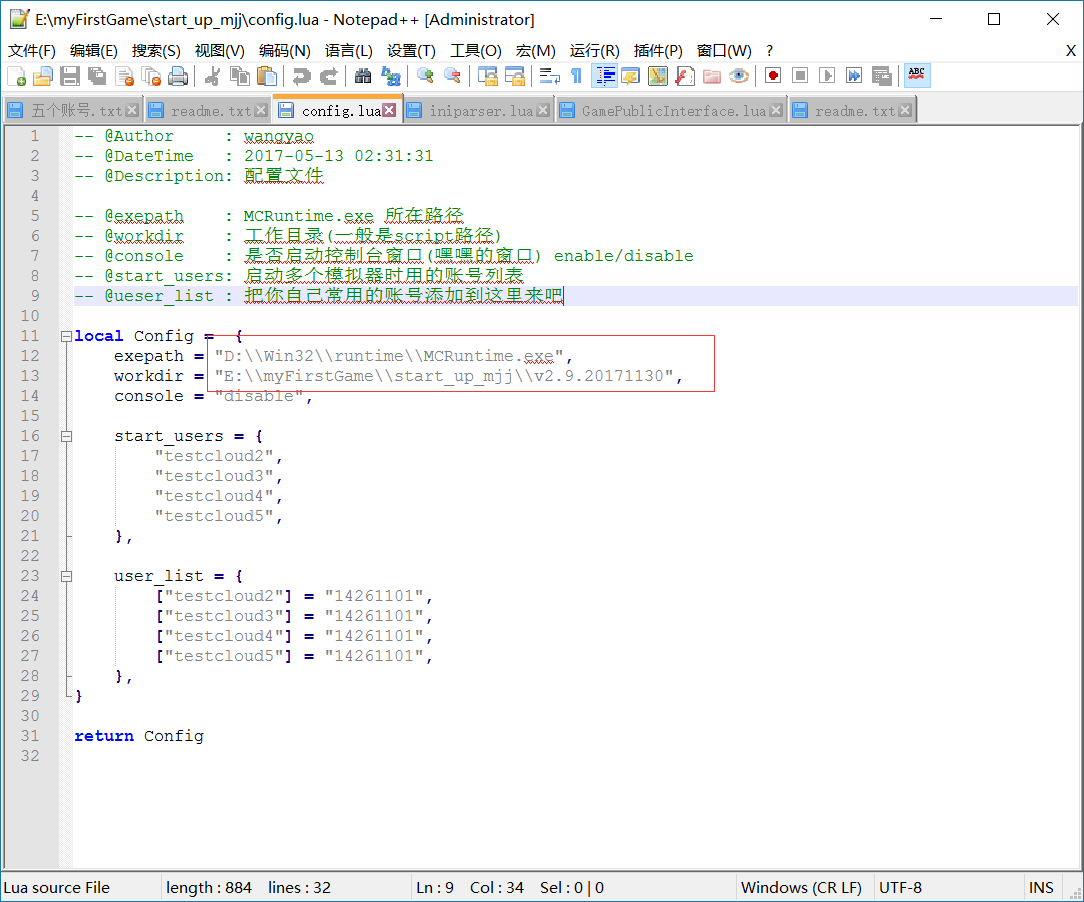 E:\myFirstGame\start_up_mjj\config.lua - Notepad++ [Administrator]
文件(F) 编辑(E) 搜索(S) 视图(V) 编码(N) 语言(L) 设置(T) 工具(O) 宏(M) 运行(R) 插件(P) 窗口(W) ? X
ABC
五个账号.txt readme.txt config.lua iniparser.lua GamePublicInterface.lua readme.txt
1 -- @Author : wangyao
2 -- @DateTime : 2017-05-13 02:31:31
3 -- @Description: 配置文件
4
5 -- @exepath : MCRuntime.exe 所在路径
6 -- @workdir : 工作目录(一般是script路径)
7 -- @console : 是否启动控制台窗口(嘿嘿的窗口) enable/disable
8 -- @start_users: 启动多个模拟器时用的账号列表
9 -- @ueser_list : 把你自己常用的账号添加到这里来吧
10
11 local Config = {
12 exepath = "D:\\Win32\\runtime\\MCRuntime.exe",
13 workdir = "E:\\myFirstGame\\start_up_mjj\\v2.9.20171130",
14 console = "disable",
15
16 start_users = {
17 "testcloud2",
18 "testcloud3",
19 "testcloud4",
20 "testcloud5",
21 },
22
23 user_list = {
24 ["testcloud2"] = "14261101",
25 ["testcloud3"] = "14261101",
26 ["testcloud4"] = "14261101",
27 ["testcloud5"] = "14261101",
28 },
29 }
30
31 return Config
32
Lua source File length : 884 lines : 32 Ln : 9 Col : 34 Sel : 0 | 0 Windows (CR LF) UTF-8 INS